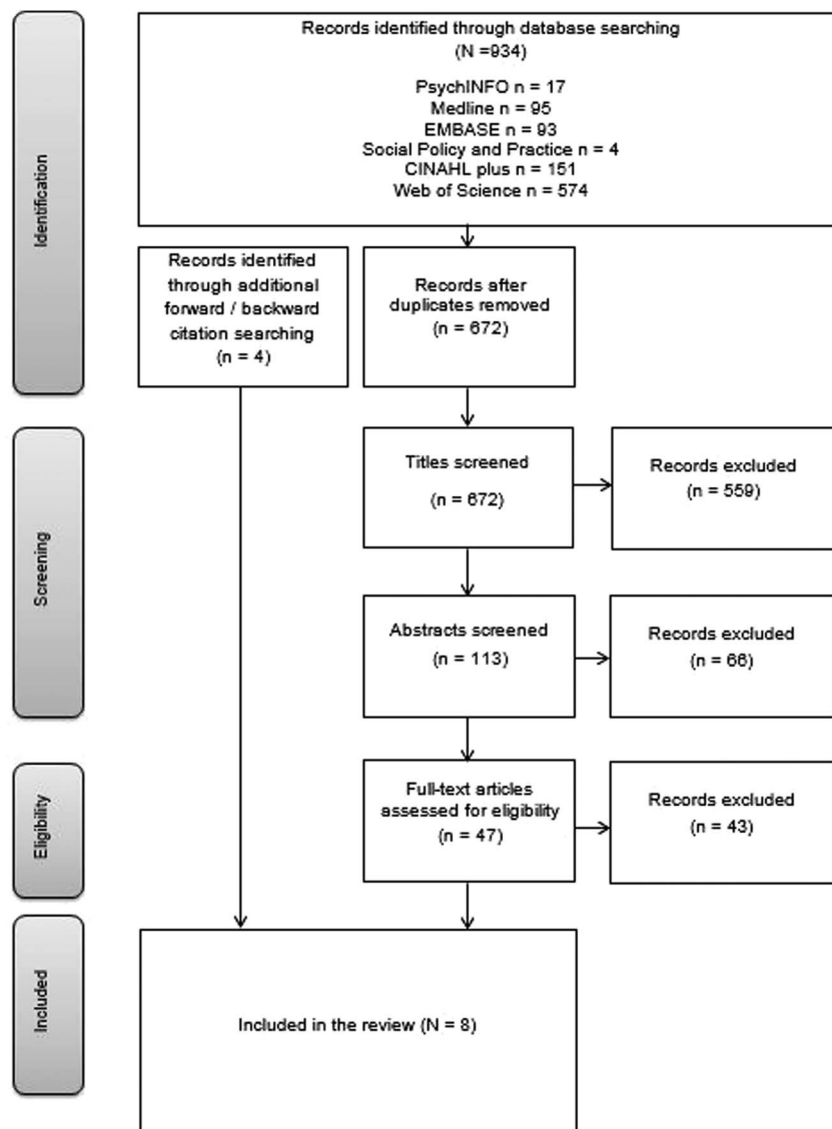 Identification
Records identified through database searching
(N =934)
PsychINFO n = 17
Medline n = 95
EMBASE n = 93
Social Policy and Practice n = 4
CINAHL plus n = 151
Web of Science n = 574
Records identified
through additional
forward / backward
citation searching
(n = 4)
Records after
duplicates removed
(n = 672)
Screening
Titles screened
(n = 672)
Records excluded
(n = 559)
Abstracts screened
(n = 113)
Records excluded
(n = 66)
Eligibility
Full-text articles
assessed for eligibility
(n = 47)
Records excluded
(n = 43)
Included
Included in the review (N = 8)